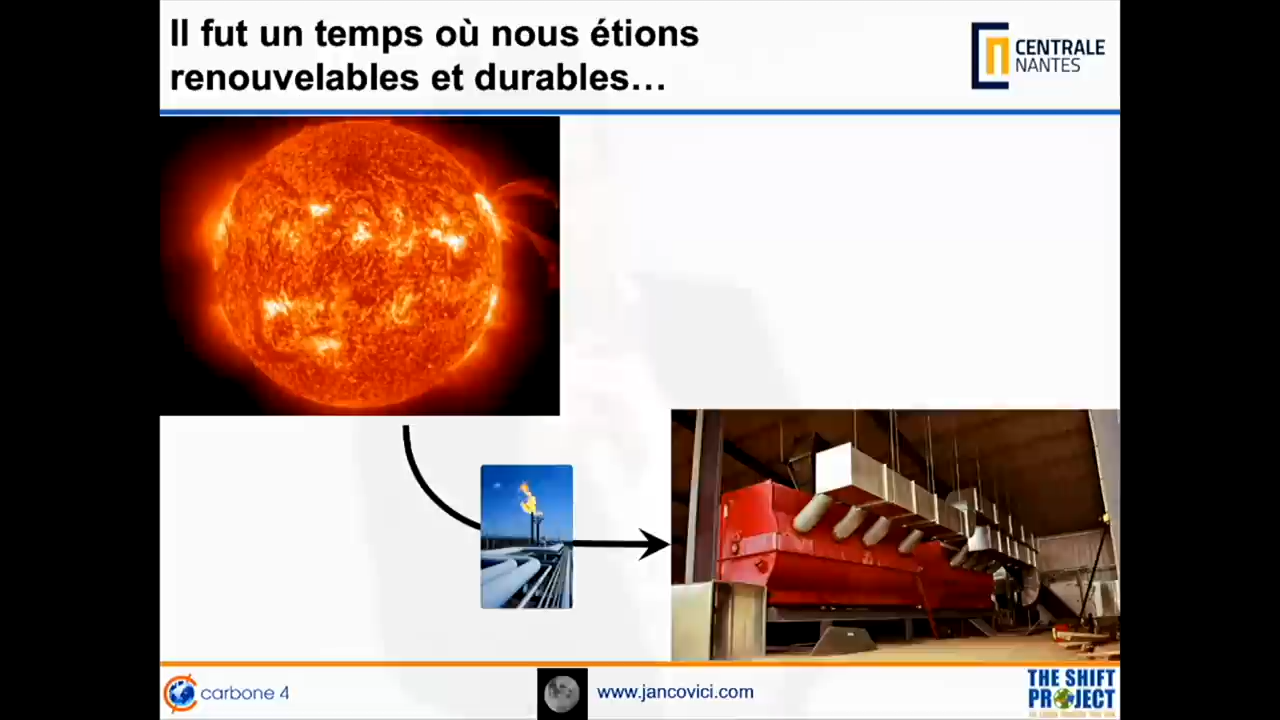 Il fut un temps où nous étions
renouvelables et durables...
CENTRALE
NANTES
carbone 4
www.jancovici.com
THE SHIFT
PROJECT